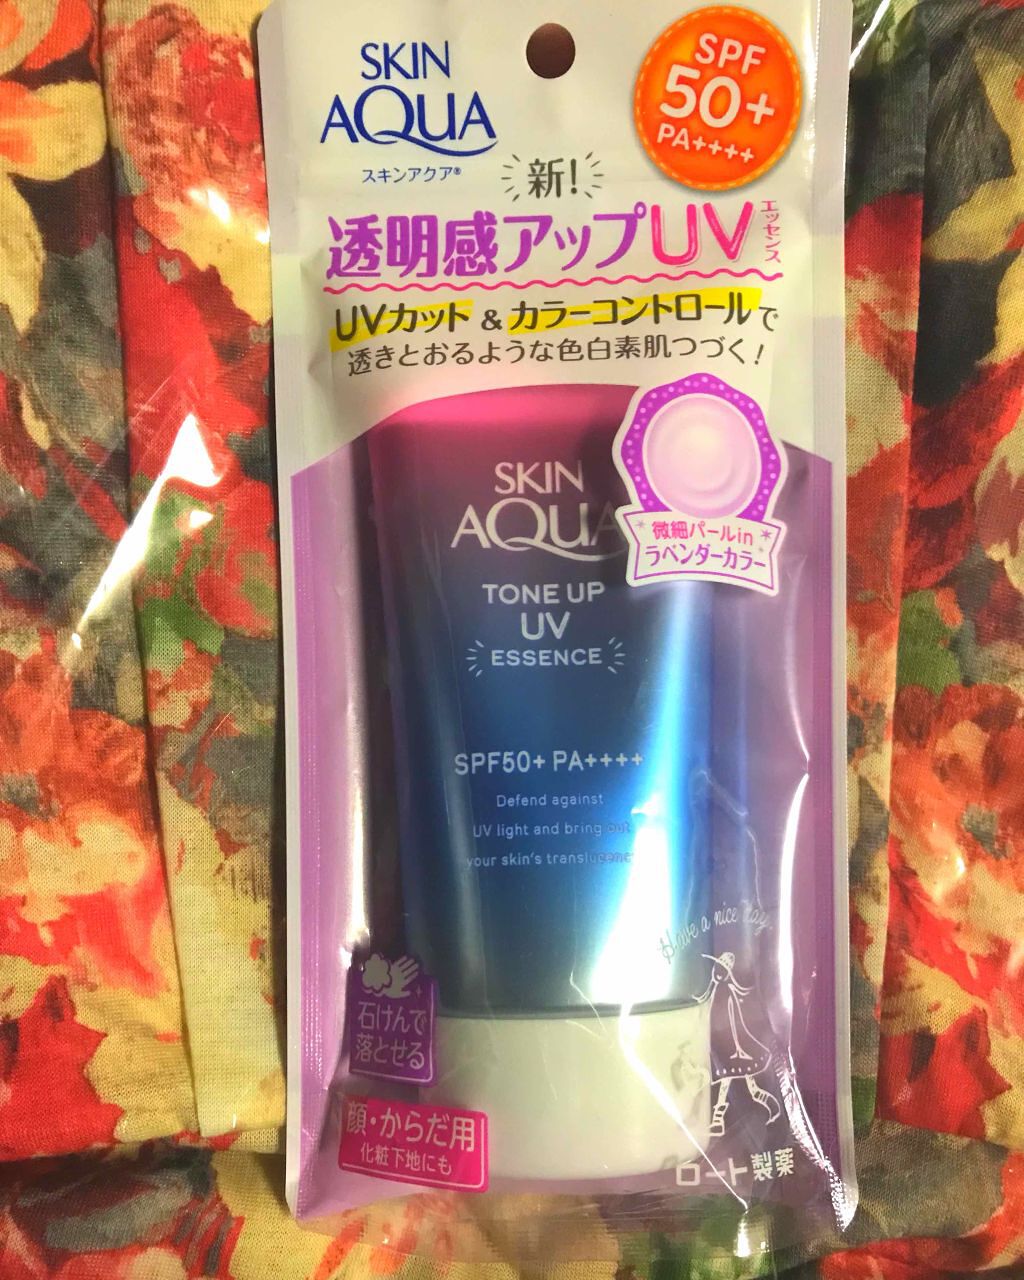 SKIN
AQUA
スキンアクア®
SPF
50+
PA++++
新!
透明感アップUV
エッセンス
UVカット&カラーコントロールで
透きとおるような色白素肌つづく!
SKIN
AQUA
微細パールin
ラベンダーカラー
TONE UP
UV
ESSENCE
SPF50+ PA++++
Defend against
UV light and bring out
your skin's translucency
Have a nice day.
石けんで
落とせる
顔・からだ用
化粧下地にも
ロート製薬